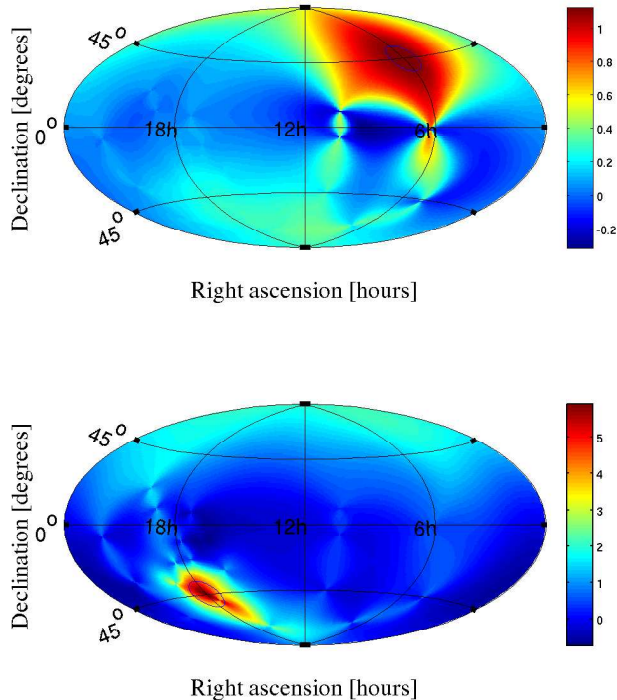 45°
0°
45°
18h
12h
6h
Declination [degrees]
Right ascension [hours]
1
0.8
0.6
0.4
0.2
0
-0.2
45°
0°
45°
18h
12h
6h
Declination [degrees]
Right ascension [hours]
5
4
3
2
1
0